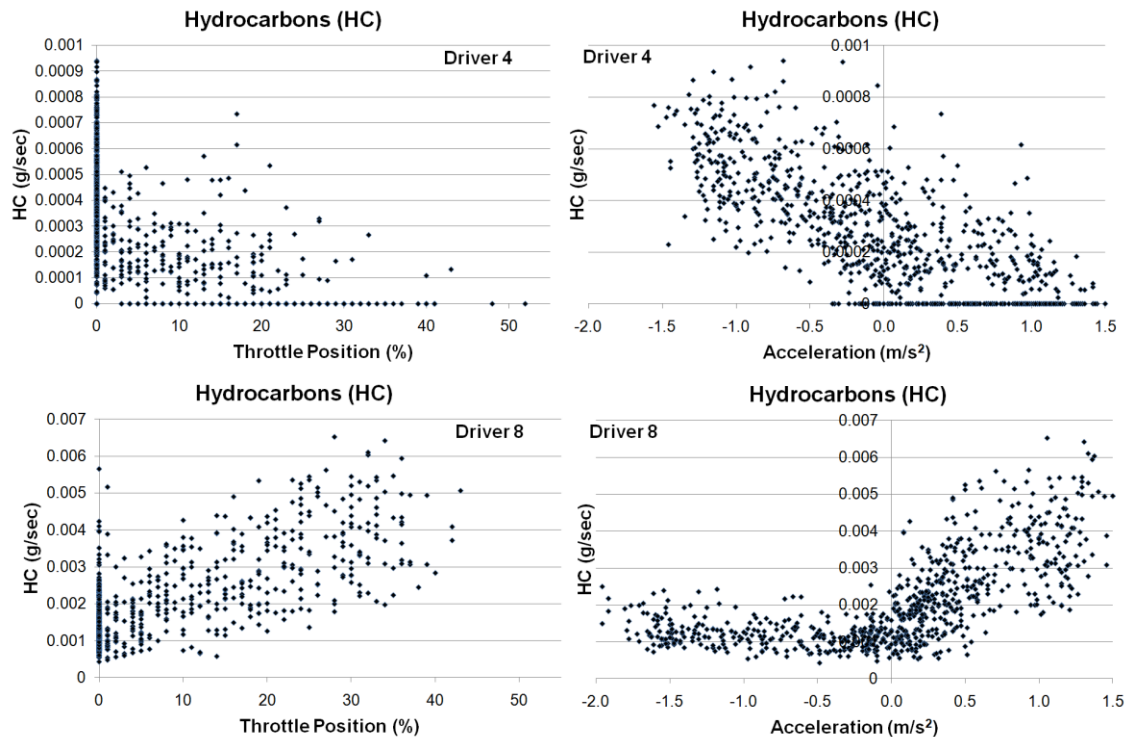 Hydrocarbons (HC)
Driver 4
HC (g/sec)
0.001
0.0009
0.0008
0.0007
0.0006
0.0005
0.0004
0.0003
0.0002
0.0001
0
0 10 20 30 40 50
Throttle Position (%)
Hydrocarbons (HC)
Driver 4
HC (g/sec)
0.001
0.0008
0.0006
0.0004
0.0002
0
-2.0 -1.5 -1.0 -0.5 0.0 0.5 1.0 1.5
Acceleration (m/s²)
Hydrocarbons (HC)
Driver 8
HC (g/sec)
0.007
0.006
0.005
0.004
0.003
0.002
0.001
0
0 10 20 30 40 50
Throttle Position (%)
Hydrocarbons (HC)
Driver 8
HC (g/sec)
0.007
0.006
0.005
0.004
0.003
0.002
0.001
0
-2.0 -1.5 -1.0 -0.5 0.0 0.5 1.0 1.5
Acceleration (m/s²)